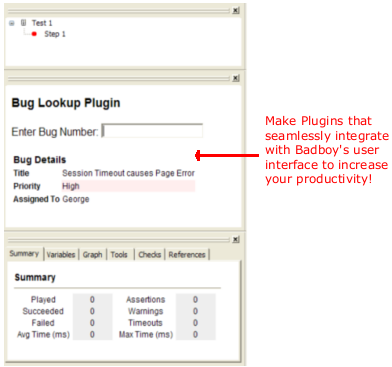 Test 1
Step 1
Bug Lookup Plugin
Enter Bug Number:
Bug Details
Title Session Timeout causes Page Error
Priority High
Assigned To George
Make Plugins that
seamlessly integrate
with Badboy's user
interface to increase
your productivity!
Summary Variables Graph Tools Checks References
Summary
Played 0 Assertions 0
Succeeded 0 Warnings 0
Failed 0 Timeouts 0
Avg Time (ms) 0 Max Time (ms) 0